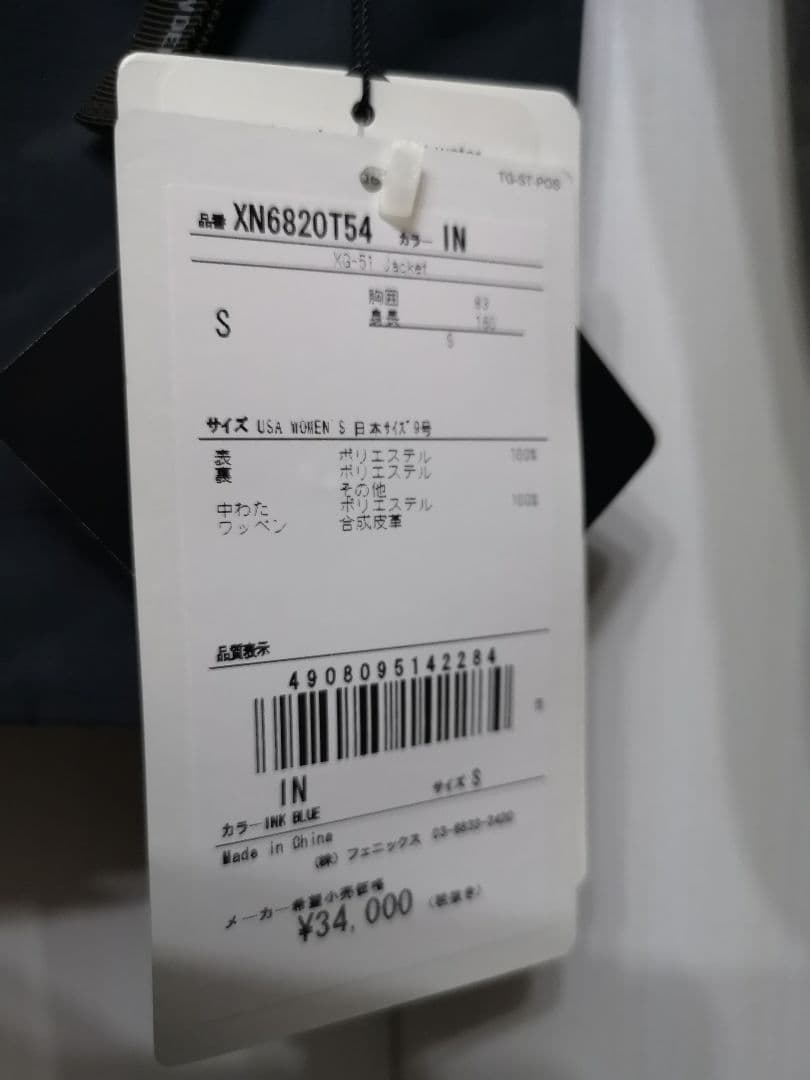 TG-ST-POS
品番 XN6820T54 カラー IN
XG-51 Jacket
胸囲 83
S 身長 160
S
サイズ USA WOMEN S 日本サイズ 9号
表 ポリエステル 100%
裏 ポリエステル
その他
中わた ポリエステル 100%
ワッペン 合成皮革
品質表示
4908095142284
IN サイズ S
カラー INK BLUE
Made in China
(株) フェニックス
メーカー希望小売価格
¥34,000 (税抜き)